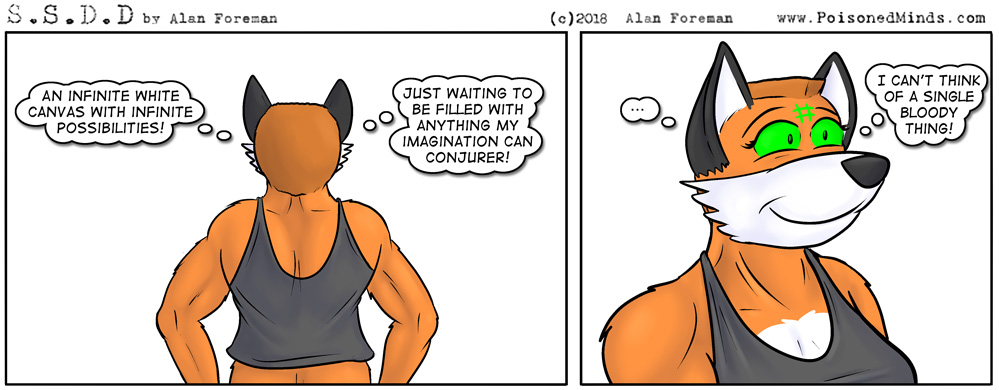 S.S.D.D by Alan Foreman
(c)2018 Alan Foreman
www.PoisonedMinds.com
AN INFINITE WHITE
CANVAS WITH INFINITE
POSSIBILITIES!
JUST WAITING TO
BE FILLED WITH
ANYTHING MY
IMAGINATION CAN
CONJURER!
...
#
I CAN'T THINK
OF A SINGLE
BLOODY
THING!